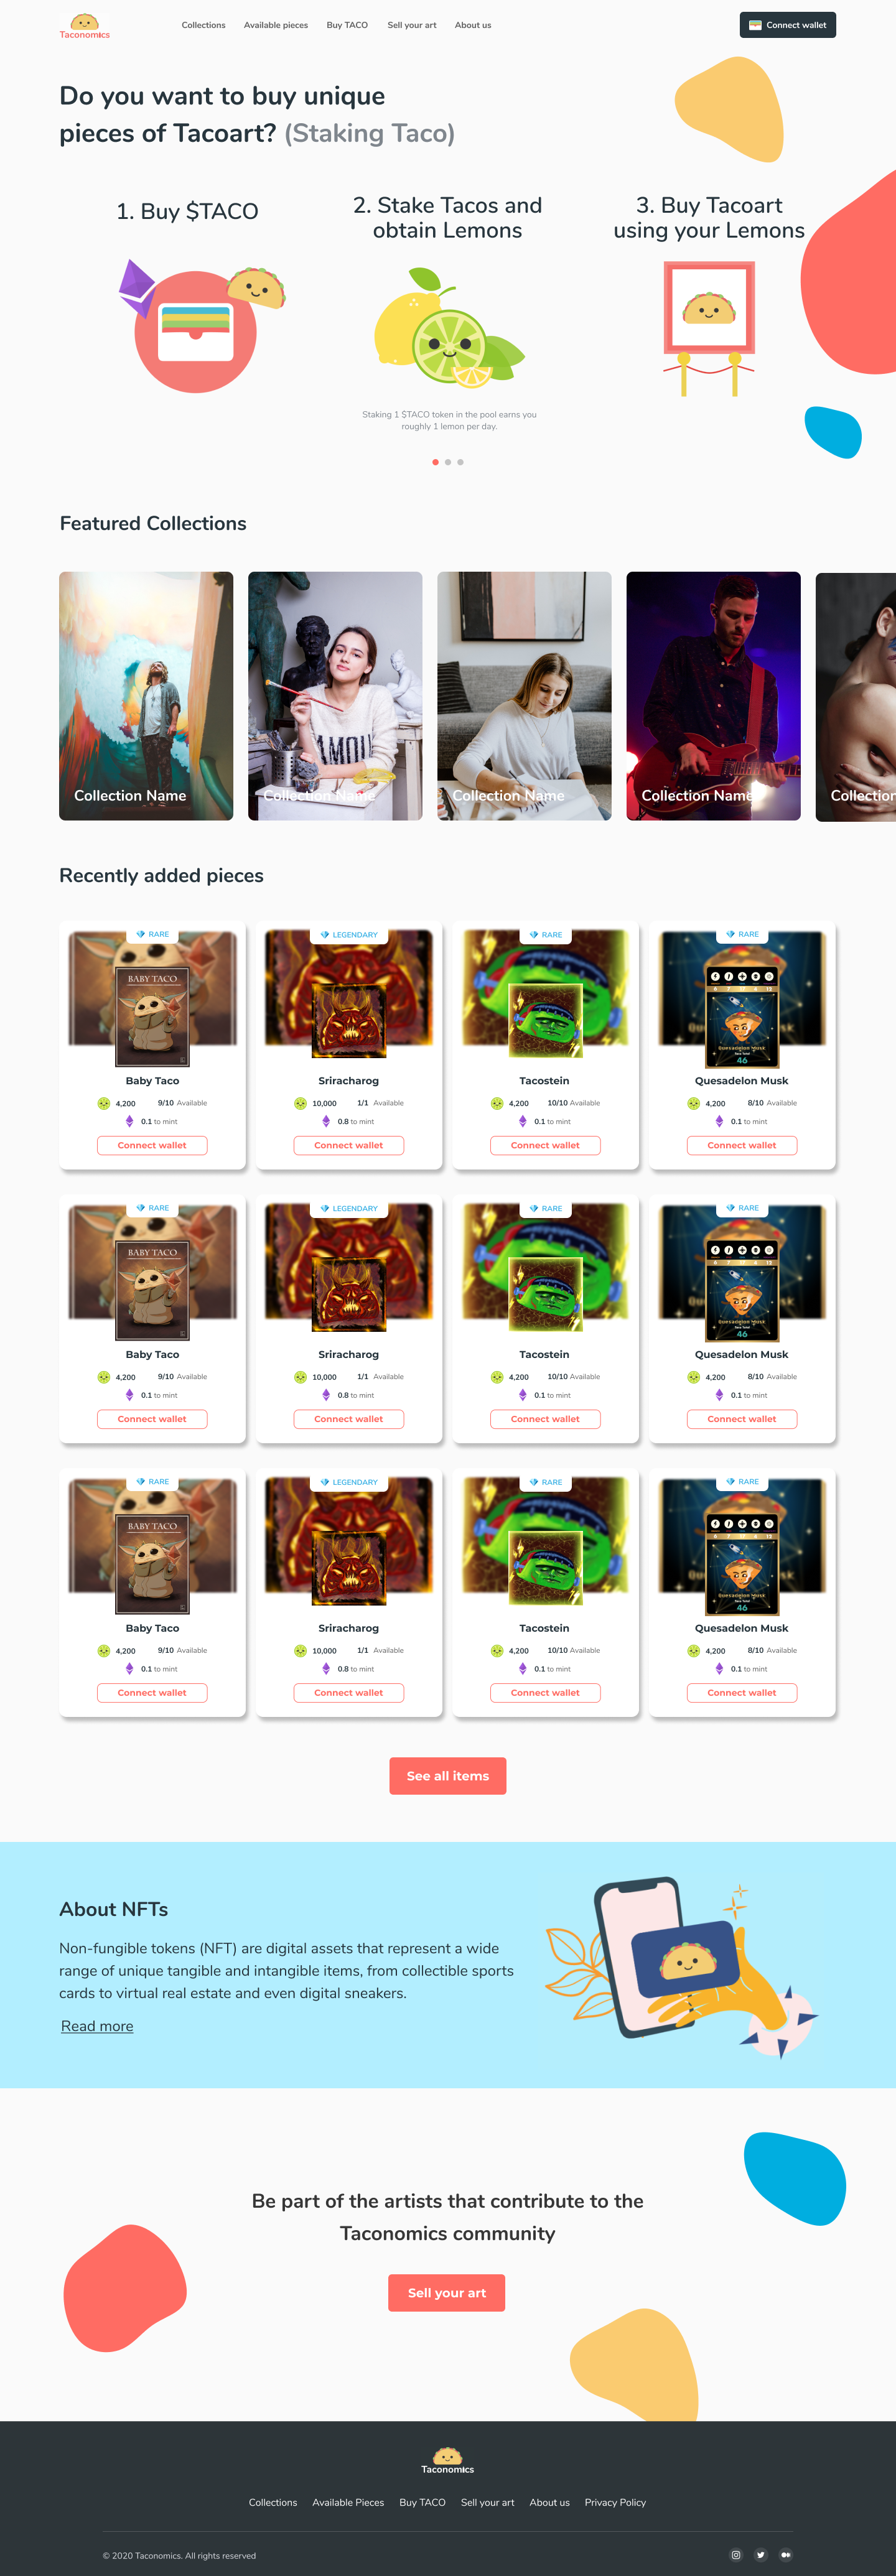 Taconomics
Collections Available pieces Buy TACO Sell your art About us
Connect wallet
Do you want to buy unique
pieces of Tacoart? (Staking Taco)
1. Buy $TACO
2. Stake Tacos and
obtain Lemons
3. Buy Tacoart
using your Lemons
Staking 1 $TACO token in the pool earns you
roughly 1 lemon per day.
Featured Collections
Collection Name
Collection Name
Collection Name
Collection Name
Collection
Recently added pieces
RARE
BABY TACO
Baby Taco
4,200 9/10 Available
0.1 to mint
Connect wallet
LEGENDARY
Sriracharog
10,000 1/1 Available
0.8 to mint
Connect wallet
RARE
Tacostein
4,200 10/10 Available
0.1 to mint
Connect wallet
RARE
Quesadelon Musk
46
Quesadelon Musk
4,200 8/10 Available
0.1 to mint
Connect wallet
RARE
BABY TACO
Baby Taco
4,200 9/10 Available
0.1 to mint
Connect wallet
LEGENDARY
Sriracharog
10,000 1/1 Available
0.8 to mint
Connect wallet
RARE
Tacostein
4,200 10/10 Available
0.1 to mint
Connect wallet
RARE
Quesadelon Musk
46
Quesadelon Musk
4,200 8/10 Available
0.1 to mint
Connect wallet
RARE
BABY TACO
Baby Taco
4,200 9/10 Available
0.1 to mint
Connect wallet
LEGENDARY
Sriracharog
10,000 1/1 Available
0.8 to mint
Connect wallet
RARE
Tacostein
4,200 10/10 Available
0.1 to mint
Connect wallet
RARE
Quesadelon Musk
46
Quesadelon Musk
4,200 8/10 Available
0.1 to mint
Connect wallet
See all items
About NFTs
Non-fungible tokens (NFT) are digital assets that represent a wide
range of unique tangible and intangible items, from collectible sports
cards to virtual real estate and even digital sneakers.
Read more
Be part of the artists that contribute to the
Taconomics community
Sell your art
Taconomics
Collections Available Pieces Buy TACO Sell your art About us Privacy Policy
© 2020 Taconomics. All rights reserved